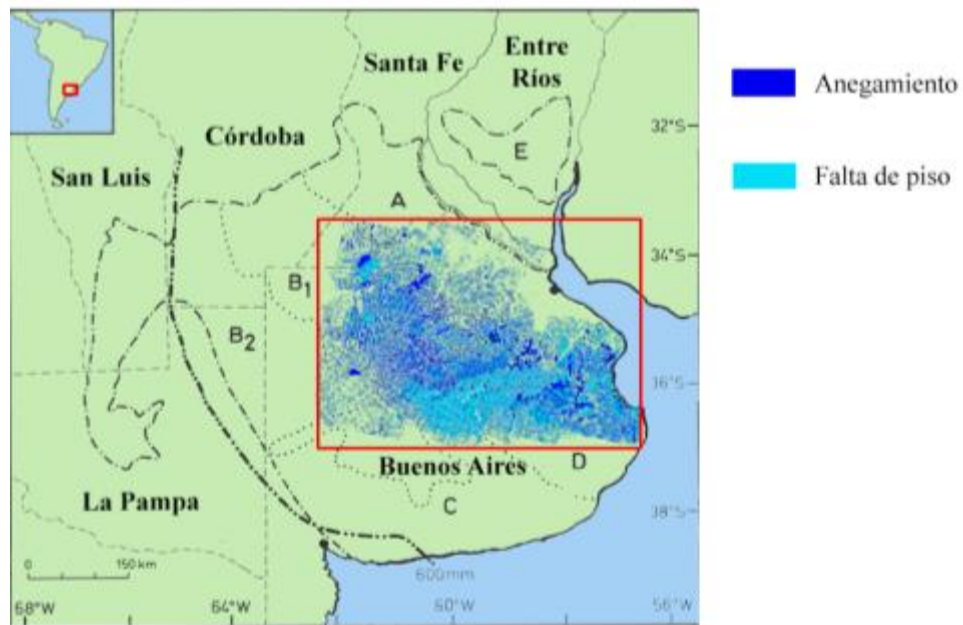 Entre
Ríos
Santa Fe
Anegamiento
32°S
Córdoba
E
Falta de piso
San Luis
A
34°S
B1
B2
36°S
Buenos Aires
D
La Pampa
C
38°S
0
150 km
600mm
68°W
64°W
60°W
56°W